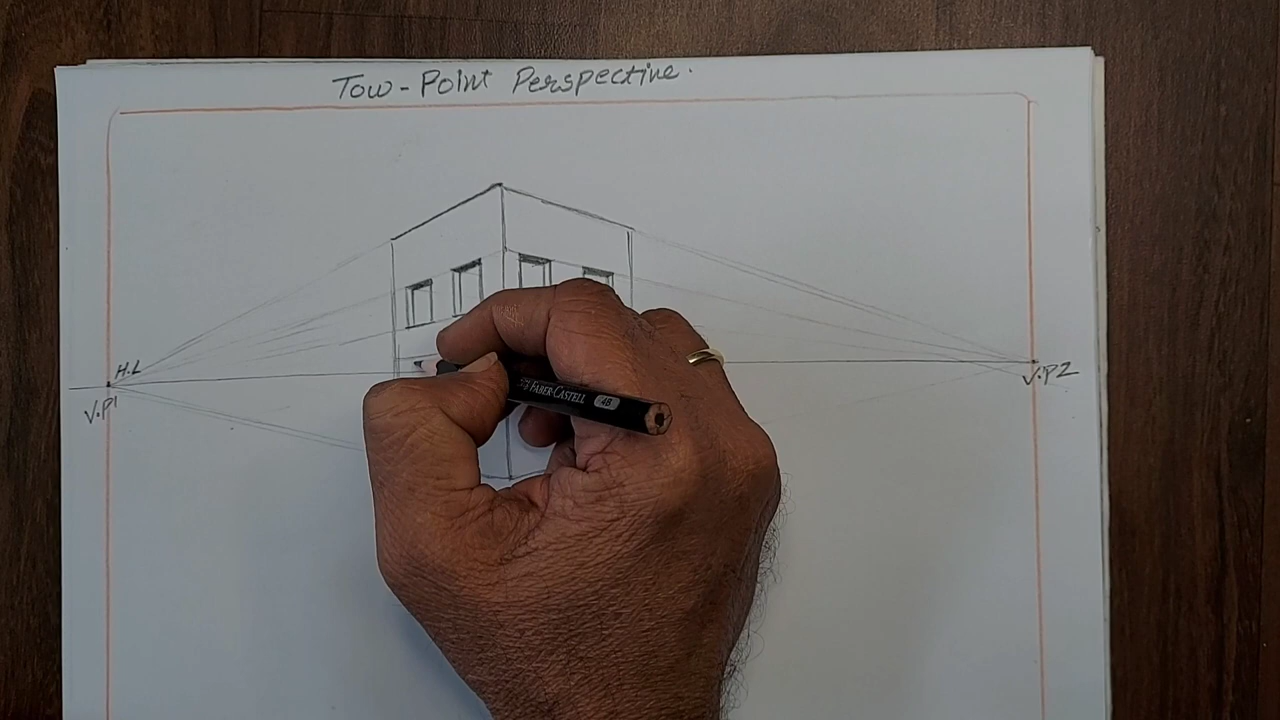 Tow-Point Perspective.
H.L
V.P1
V.P2
FABER-CASTELL 4B